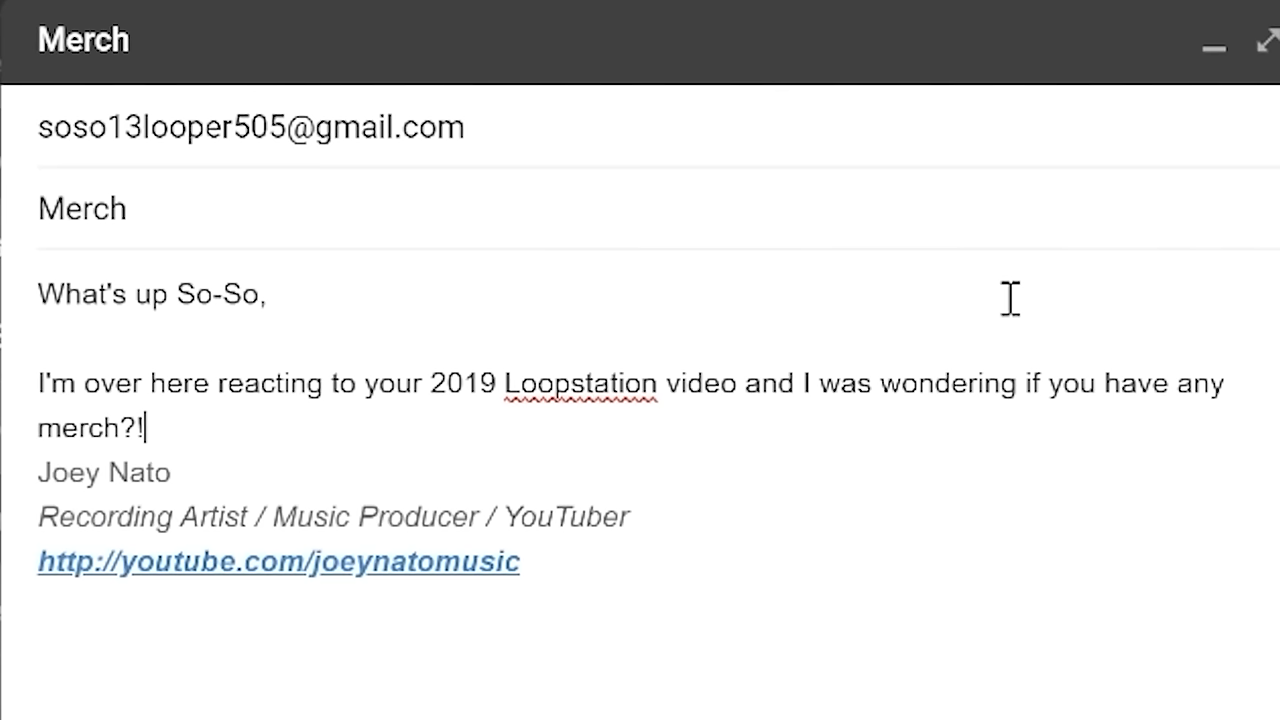 Merch
soso13looper505@gmail.com
Merch
What's up So-So,
I'm over here reacting to your 2019 Loopstation video and I was wondering if you have any
merch?!
Joey Nato
Recording Artist / Music Producer / YouTuber
http://youtube.com/joeynatomusic